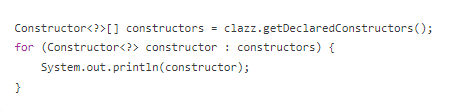 Constructor<?>[] constructors = clazz.getDeclaredConstructors();
for (Constructor<?> constructor : constructors) {
    System.out.println(constructor);
}